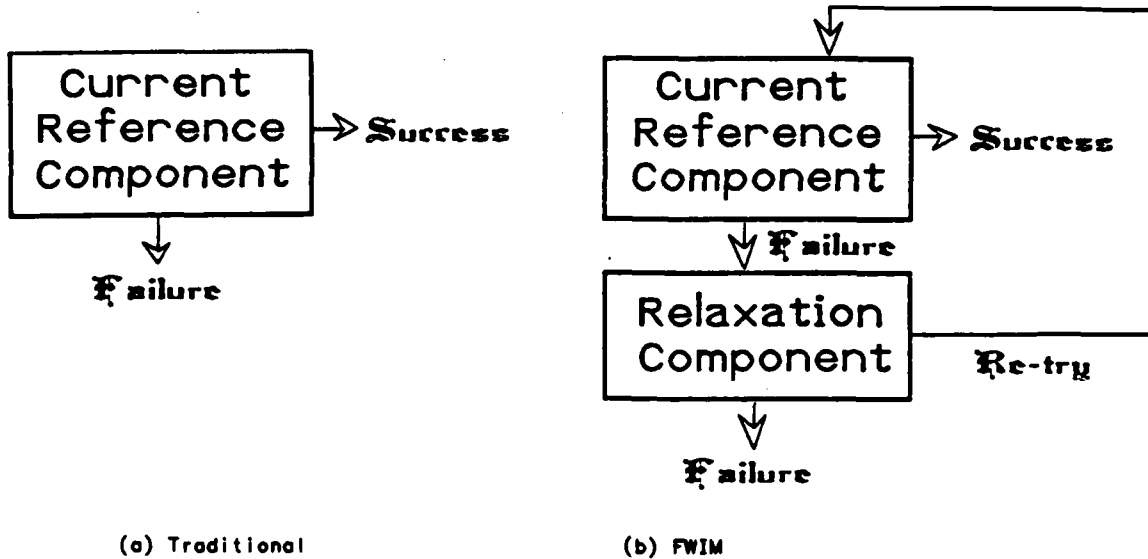 Current
Reference
Component
Success
Failure
Current
Reference
Component
Success
Failure
Relaxation
Component
Re-try
Failure
(a) Traditional
(b) FWIM